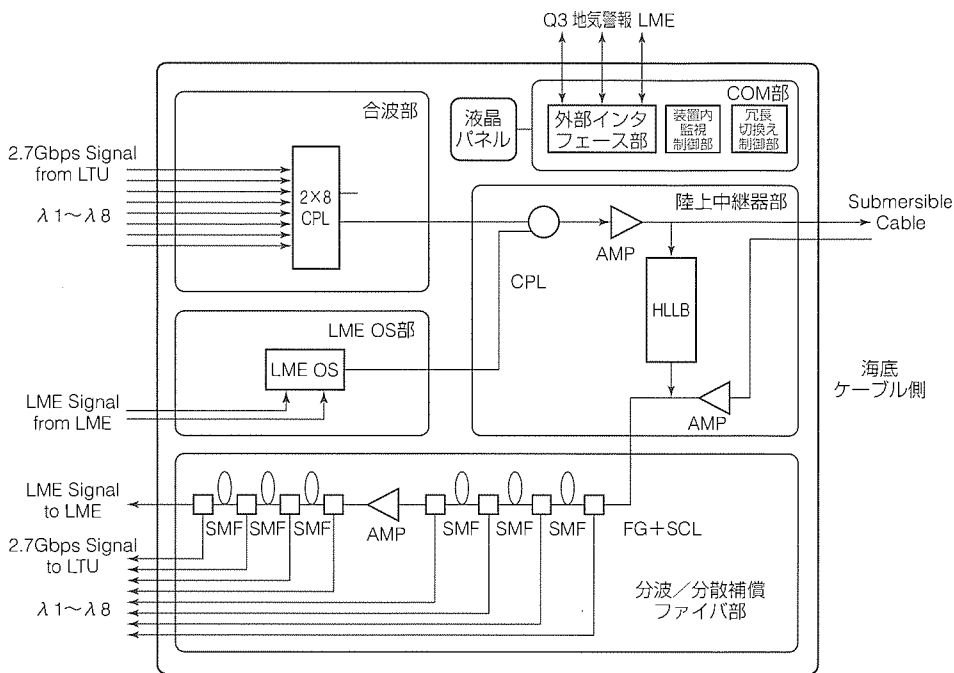 Q3 地気警報 LME
COM部
外部インタ
フェース部
装置内
監視
制御部
冗長
切換え
制御部
液晶
パネル
合波部
2.7Gbps Signal
from LTU
λ1〜λ8
2×8
CPL
陸上中継器部
Submersible
Cable
CPL
AMP
HLLB
AMP
海底
ケーブル側
LME OS部
LME OS
LME Signal
from LME
LME Signal
to LME
SMF
SMF
SMF
AMP
SMF
SMF
SMF
FG+SCL
2.7Gbps Signal
to LTU
λ1〜λ8
分波／分散補償
ファイバ部